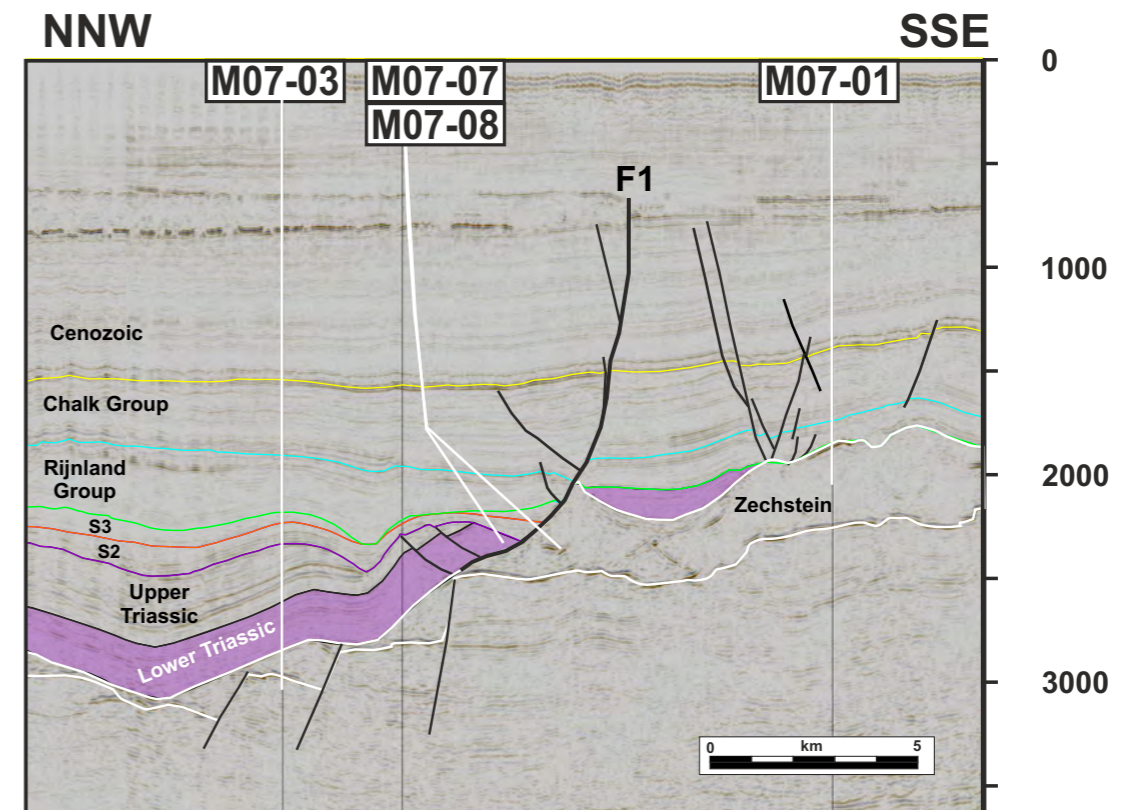 NNW
SSE
M07-03
M07-07
M07-08
M07-01
0
F1
1000
Cenozoic
Chalk Group
Rijnland
Group
2000
Zechstein
S3
S2
Upper
Triassic
Lower Triassic
3000
0 km 5